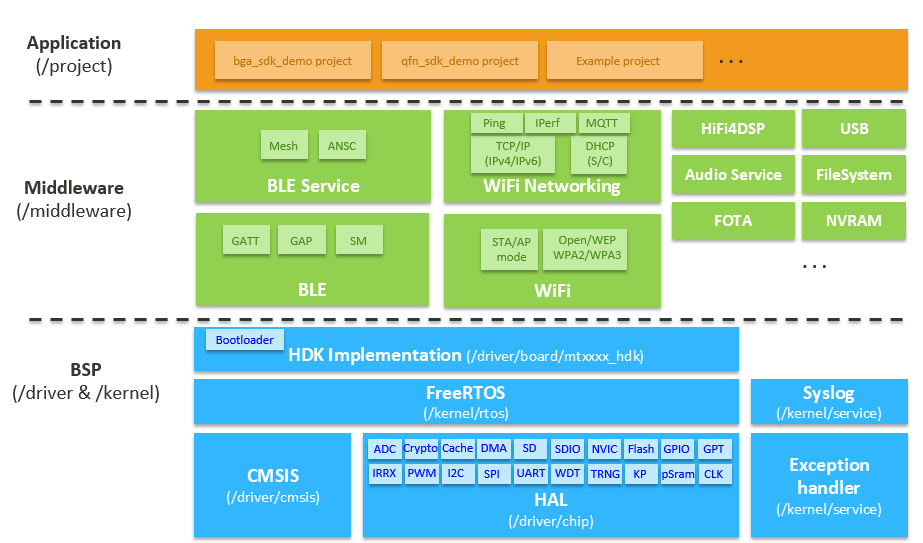 Application
(/project)
bga_sdk_demo project
qfn_sdk_demo project
Example project
...
Middleware
(/middleware)
Mesh
ANSC
BLE Service
Ping
IPerf
MQTT
TCP/IP
(IPv4/IPv6)
DHCP
(S/C)
WiFi Networking
HiFi4DSP
USB
Audio Service
FileSystem
FOTA
NVRAM
...
GATT
GAP
SM
BLE
STA/AP
mode
Open/WEP
WPA2/WPA3
WiFi
BSP
(/driver & /kernel)
Bootloader
HDK Implementation (/driver/board/mtxxxx_hdk)
FreeRTOS
(/kernel/rtos)
Syslog
(/kernel/service)
CMSIS
(/driver/cmsis)
ADC
Crypto
Cache
DMA
SD
SDIO
NVIC
Flash
GPIO
GPT
IRRX
PWM
I2C
SPI
UART
WDT
TRNG
KP
pSram
CLK
HAL
(/driver/chip)
Exception
handler
(/kernel/service)